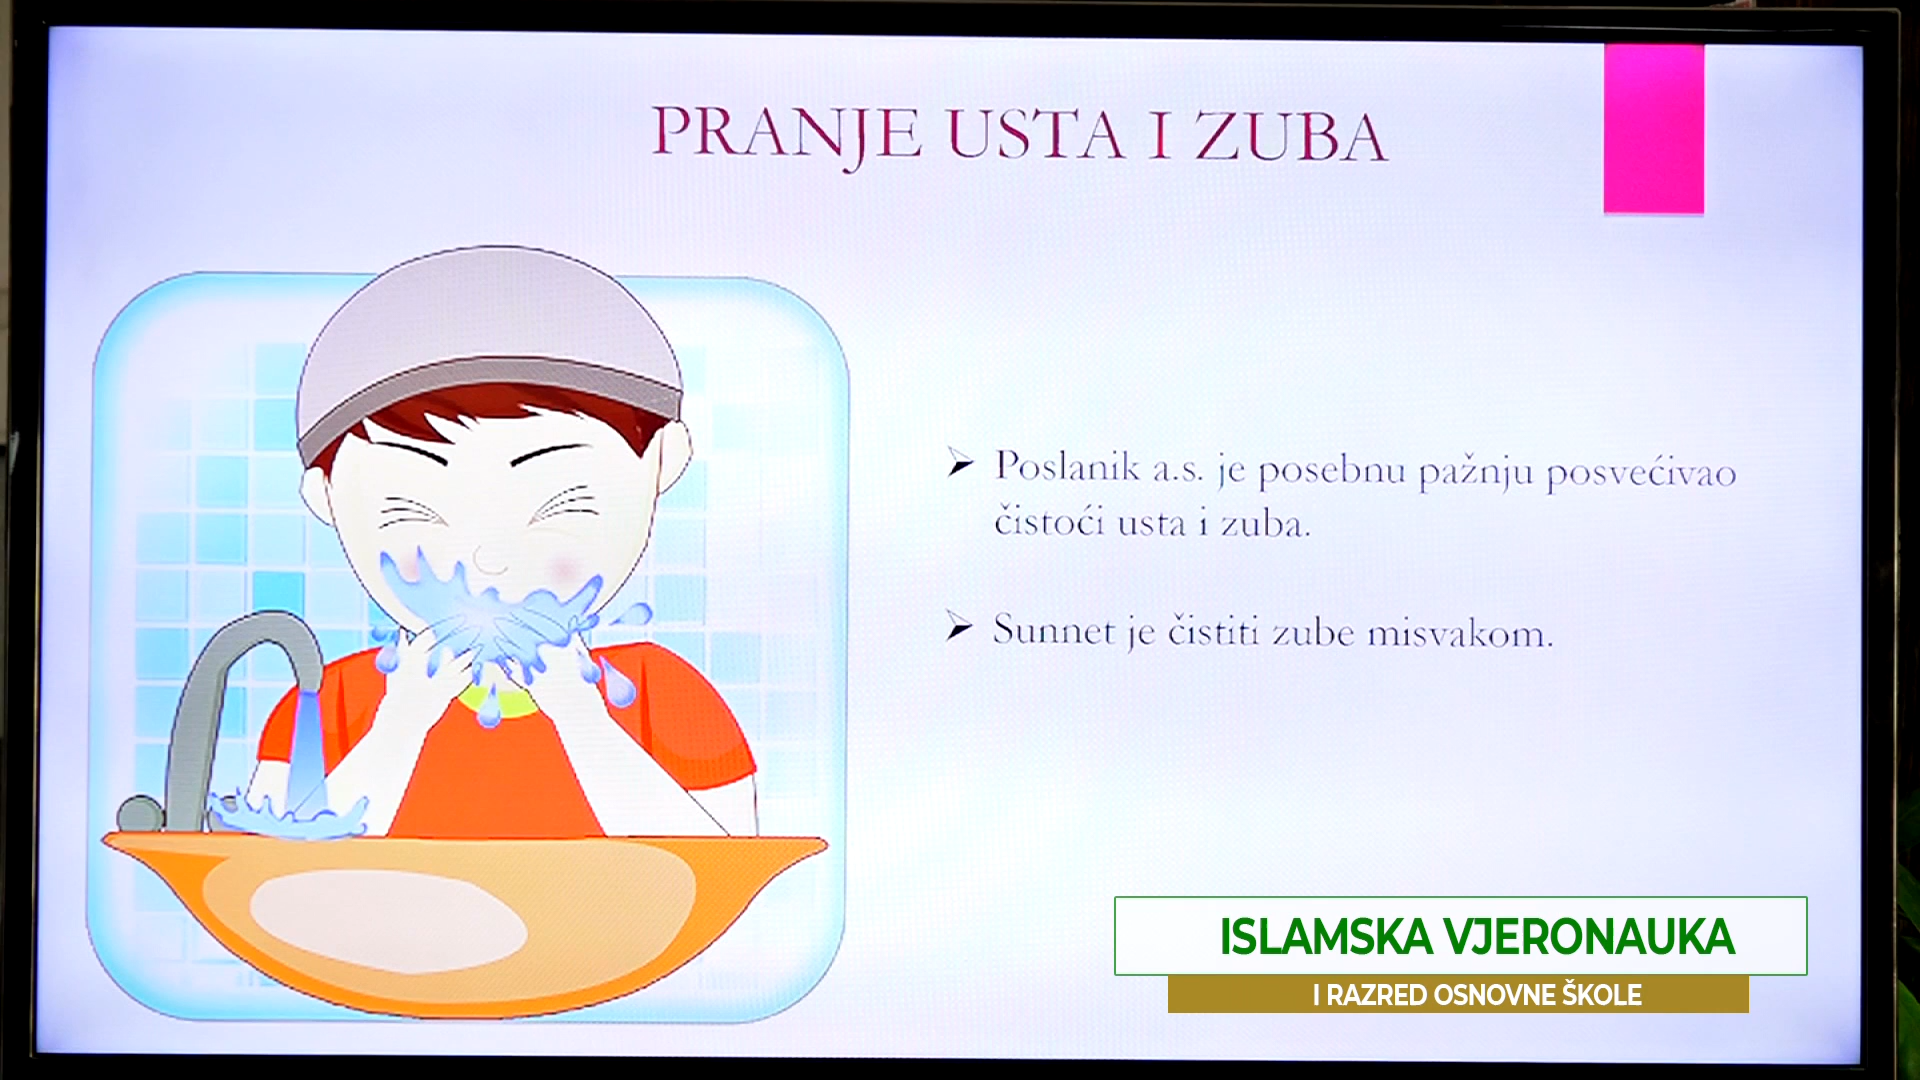 PRANJE USTA I ZUBA
Poslanik a.s. je posebnu pažnju posvećivao
čistoći usta i zuba.
Sunnet je čistiti zube misvakom.
ISLAMSKA VJERONAUKA
I RAZRED OSNOVNE ŠKOLE